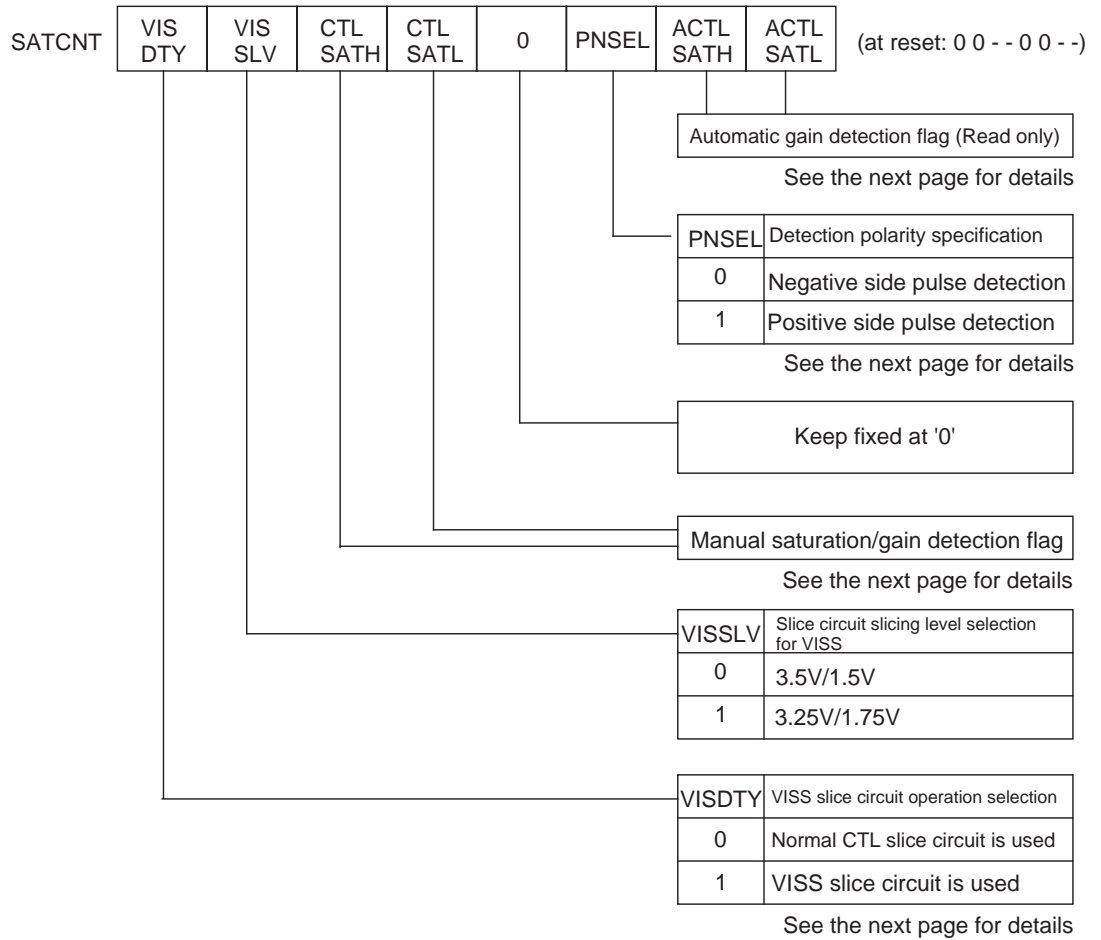 SATCNT
VIS DTY
VIS SLV
CTL SATH
CTL SATL
0
PNSEL
ACTL SATH
ACTL SATL
(at reset: 0 0 - - 0 0 - -)
Automatic gain detection flag (Read only)
See the next page for details
PNSEL Detection polarity specification
0 Negative side pulse detection
1 Positive side pulse detection
See the next page for details
Keep fixed at '0'
Manual saturation/gain detection flag
See the next page for details
VISSLV Slice circuit slicing level selection
for VISS
0 3.5V/1.5V
1 3.25V/1.75V
VISDTY VISS slice circuit operation selection
0 Normal CTL slice circuit is used
1 VISS slice circuit is used
See the next page for details